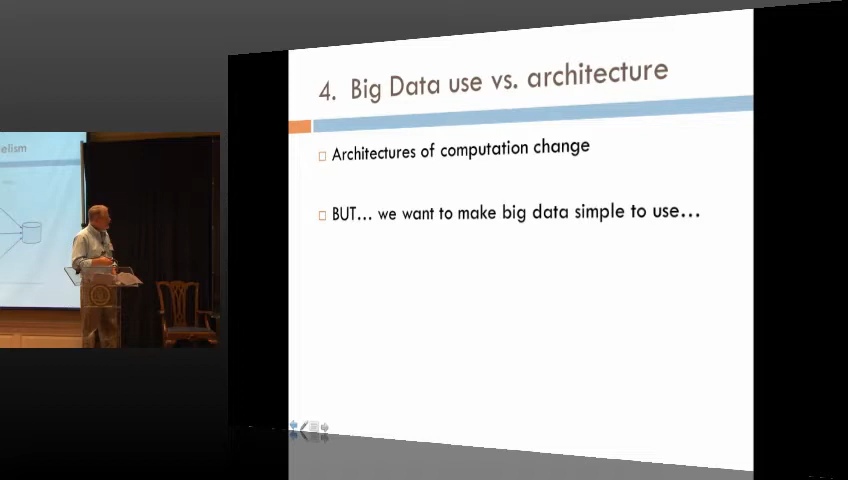 elism
4. Big Data use vs. architecture
Architectures of computation change
BUT... we want to make big data simple to use...